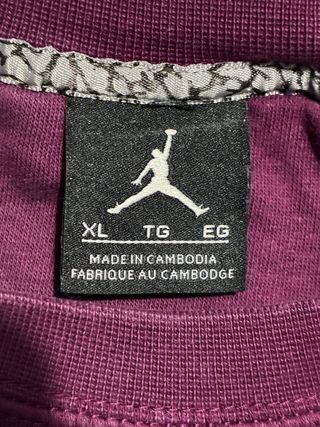 XL TG EG
MADE IN CAMBODIA
FABRIQUE AU CAMBODGE